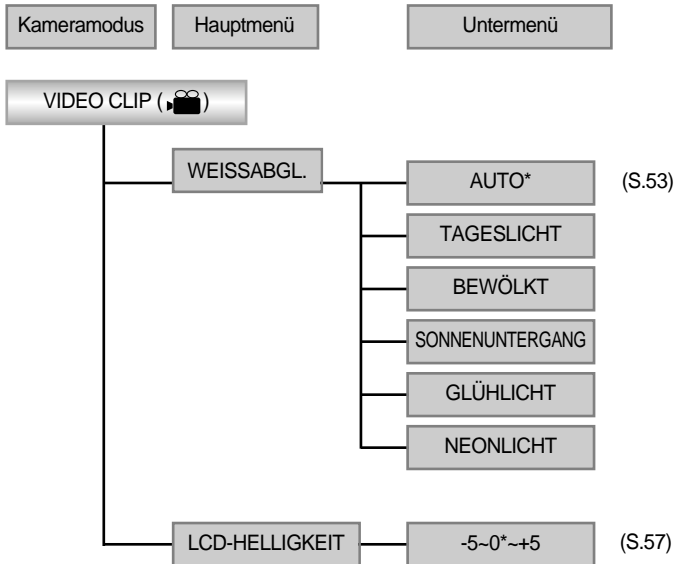 Kameramodus Hauptmenü Untermenü
VIDEO CLIP ( )
WEISSABGL. AUTO* (S.53)
TAGESLICHT
BEWÖLKT
SONNENUNTERGANG
GLÜHLICHT
NEONLICHT
LCD-HELLIGKEIT -5~0*~+5 (S.57)